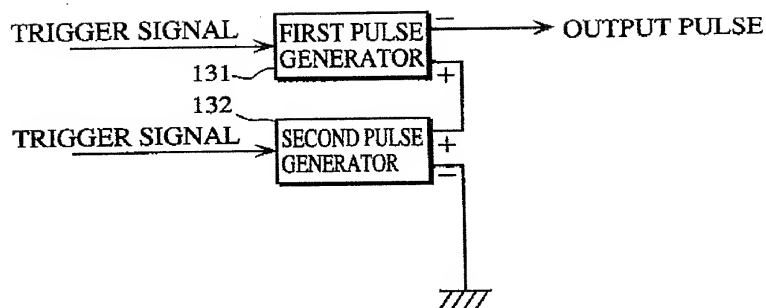 TRIGGER SIGNAL
FIRST PULSE
GENERATOR
−
OUTPUT PULSE
131
+
132
TRIGGER SIGNAL
SECOND PULSE
GENERATOR
+
−